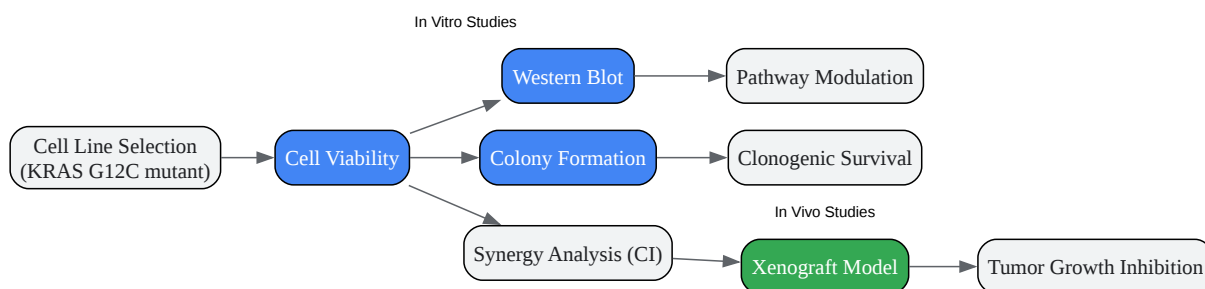 In Vitro Studies
Western Blot
Pathway Modulation
Cell Line Selection
(KRAS G12C mutant)
Cell Viability
Colony Formation
Clonogenic Survival
In Vivo Studies
Synergy Analysis (CI)
Xenograft Model
Tumor Growth Inhibition